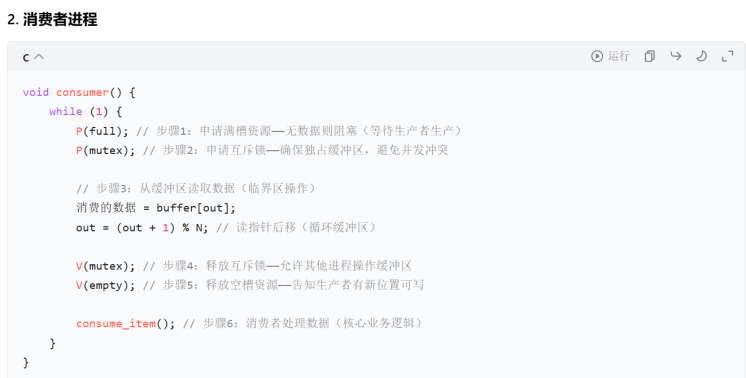 2. 消费者进程
C
运行
void consumer() {
while (1) {
P(full); // 步骤1：申请满槽资源——无数据则阻塞（等待生产者生产）
P(mutex); // 步骤2：申请互斥锁——确保独占缓冲区，避免并发冲突
// 步骤3：从缓冲区读取数据（临界区操作）
消费的数据 = buffer[out];
out = (out + 1) % N; // 读指针后移（循环缓冲区）
V(mutex); // 步骤4：释放互斥锁——允许其他进程操作缓冲区
V(empty); // 步骤5：释放空槽资源——告知生产者有新位置可写
consume_item(); // 步骤6：消费者处理数据（核心业务逻辑）
}
}